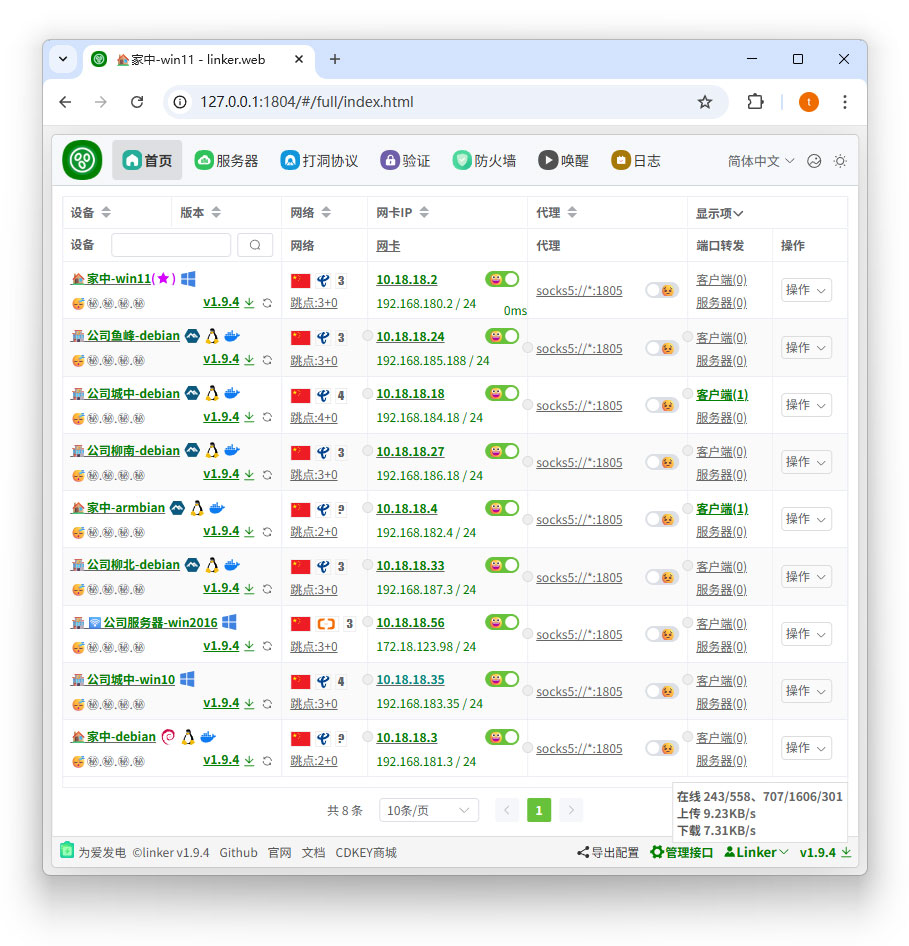 家中-win11 - linker.web
127.0.0.1:1804/#/full/index.html
t
首页 服务器 打洞协议 验证 防火墙 唤醒 日志 简体中文
设备 版本 网络 网卡IP 代理 显示项
设备 网络 网卡 代理 端口转发 操作
家中-win11(★) 3 10.18.18.2 socks5://*:1805 客户端(0) 操作
㊙.㊙.㊙.㊙ v1.9.4 跳点:3+0 192.168.180.2 / 24 服务器(0)
0ms
公司鱼峰-debian 3 10.18.18.24 socks5://*:1805 客户端(0) 操作
㊙.㊙.㊙.㊙ v1.9.4 跳点:3+0 192.168.185.188 / 24 服务器(0)
公司城中-debian 4 10.18.18.18 socks5://*:1805 客户端(1) 操作
㊙.㊙.㊙.㊙ v1.9.4 跳点:4+0 192.168.184.18 / 24 服务器(0)
公司柳南-debian 3 10.18.18.27 socks5://*:1805 客户端(0) 操作
㊙.㊙.㊙.㊙ v1.9.4 跳点:3+0 192.168.186.18 / 24 服务器(0)
家中-armbian ? 10.18.18.4 socks5://*:1805 客户端(1) 操作
㊙.㊙.㊙.㊙ v1.9.4 跳点:2+0 192.168.182.4 / 24 服务器(0)
公司柳北-debian 3 10.18.18.33 socks5://*:1805 客户端(0) 操作
㊙.㊙.㊙.㊙ v1.9.4 跳点:3+0 192.168.187.3 / 24 服务器(0)
公司服务器-win2016 3 10.18.18.56 socks5://*:1805 客户端(0) 操作
㊙.㊙.㊙.㊙ v1.9.4 跳点:3+0 172.18.123.98 / 24 服务器(0)
公司城中-win10 4 10.18.18.35 socks5://*:1805 客户端(0) 操作
㊙.㊙.㊙.㊙ v1.9.4 跳点:3+0 192.168.183.35 / 24 服务器(0)
家中-debian ? 10.18.18.3 socks5://*:1805 客户端(0) 操作
㊙.㊙.㊙.㊙ v1.9.4 跳点:2+0 192.168.181.3 / 24 服务器(0)
共 8 条 10条/页 1
在线 243/558、707/1606/301
上传 9.23KB/s
下载 7.31KB/s
为爱发电 ©linker v1.9.4 Github 官网 文档 CDKEY商城 导出配置 管理接口 Linker v1.9.4